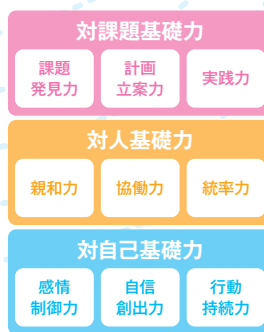 対課題基礎力
課題 計画 実践力
発見力 立案力
対人基礎力
親和力 協働力 統率力
対自己基礎力
感情 自信 行動
制御力 創出力 持続力